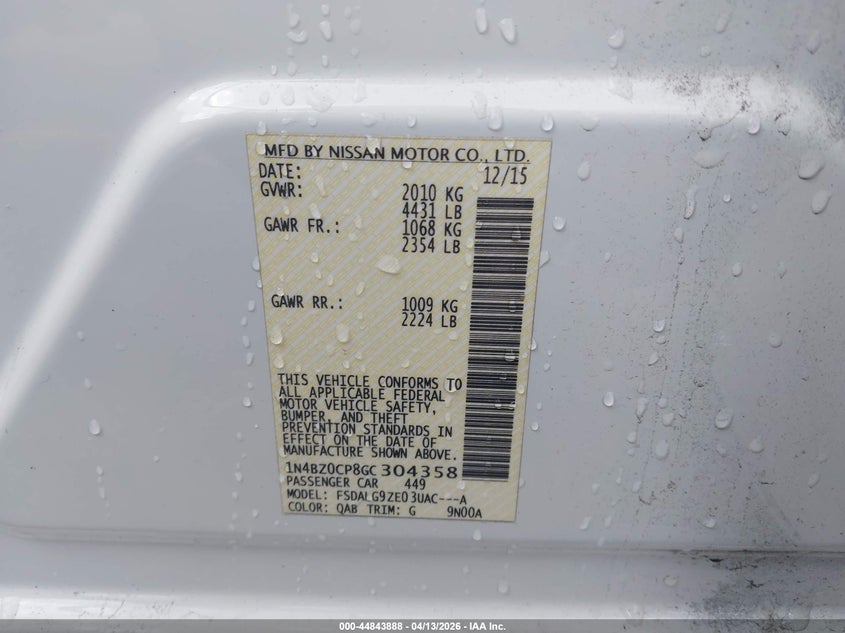 MFD BY NISSAN MOTOR CO., LTD.
DATE: 12/15
GVWR: 2010 KG
4431 LB
GAWR FR.: 1068 KG
2354 LB
GAWR RR.: 1009 KG
2224 LB
THIS VEHICLE CONFORMS TO
ALL APPLICABLE FEDERAL
MOTOR VEHICLE SAFETY,
BUMPER, AND THEFT
PREVENTION STANDARDS IN
EFFECT ON THE DATE OF
MANUFACTURE SHOWN ABOVE.
1N4BZ0CP8GC304358
PASSENGER CAR 449
MODEL: FSDALG9ZE03UAC---A
COLOR: QAB TRIM: G 9N00A
000-44843888 - 04/13/2026 - IAA Inc.